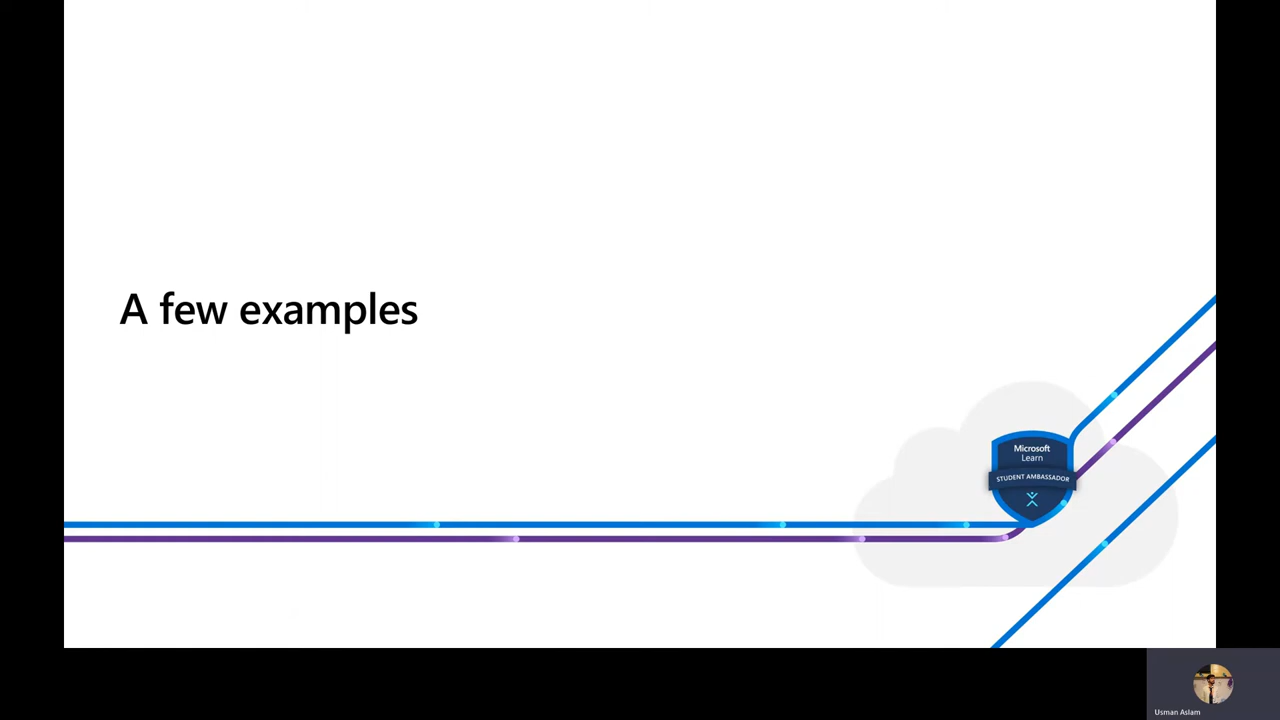 A few examples
Microsoft
Learn
STUDENT AMBASSADOR
Usman Aslam